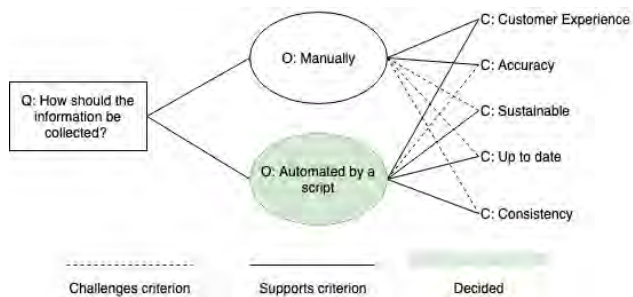 Q: How should the
information be
collected?
O: Manually
O: Automated by a
script
C: Customer Experience
C: Accuracy
C: Sustainable
C: Up to date
C: Consistency
Challenges criterion
Supports criterion
Decided